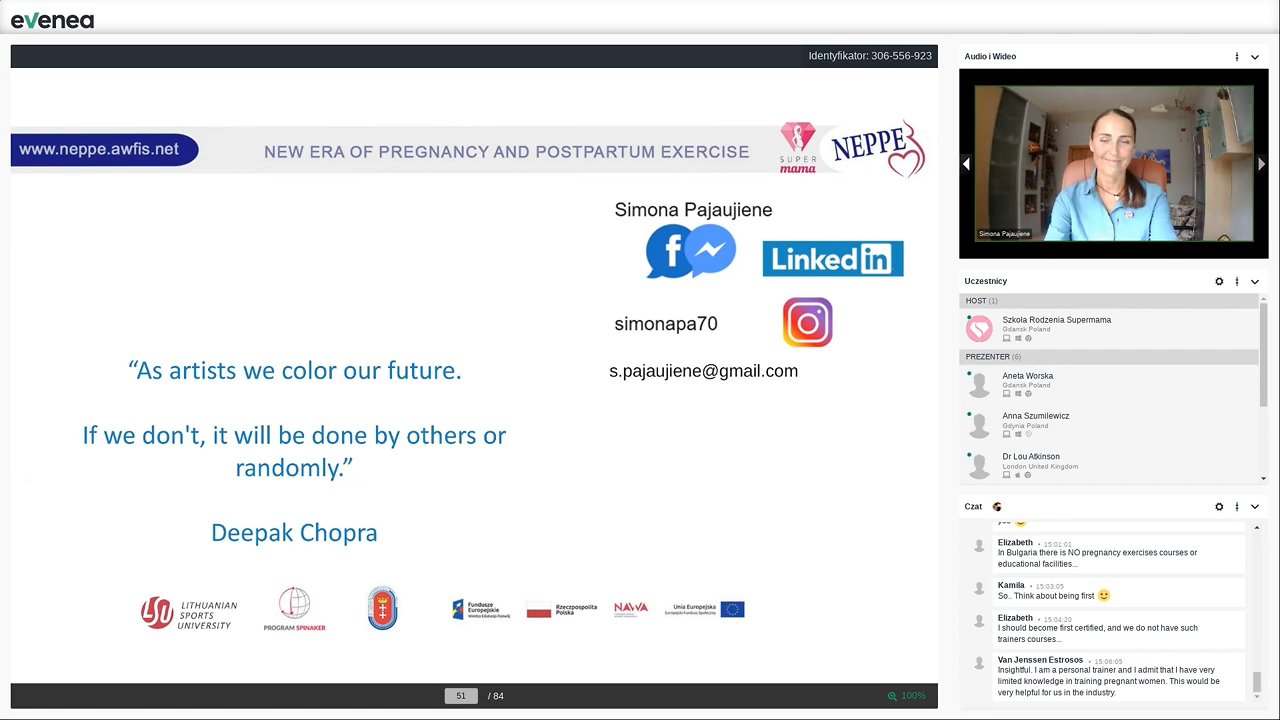 evenea
Identyfikator: 306-556-923
www.neppe.awfis.net
NEW ERA OF PREGNANCY AND POSTPARTUM EXERCISE
SUPER
mama
NEPPE
Simona Pajaujiene
Linked in
simonapa70
s.pajaujiene@gmail.com
“As artists we color our future.
If we don't, it will be done by others or
randomly.”
Deepak Chopra
LITHUANIAN
SPORTS
UNIVERSITY
PROGRAM SPINAKER
Fundusze
Europejskie
Wiedza Edukacja Rozwój
Rzeczpospolita
Polska
NAWA
Unia Europejska
Europejski Fundusz Społeczny
51 / 84
100%
Audio i Wideo
Simona Pajaujiene
Uczestnicy
HOST (1)
Szkoła Rodzenia Supermama
Gdansk Poland
PREZENTER (6)
Aneta Worska
Gdansk Poland
Anna Szumilewicz
Gdynia Poland
Dr Lou Atkinson
London United Kingdom
Czat
Elizabeth • 15:01:01
In Bulgaria there is NO pregnancy exercises courses or
educational facilities...
Kamila • 15:03:05
So.. Think about being first
Elizabeth • 15:04:20
I should become first certified, and we do not have such
trainers courses...
Van Jenssen Estrosos • 15:06:05
Insightful. I am a personal trainer and I admit that I have very
limited knowledge in training pregnant women. This would be
very helpful for us in the industry.